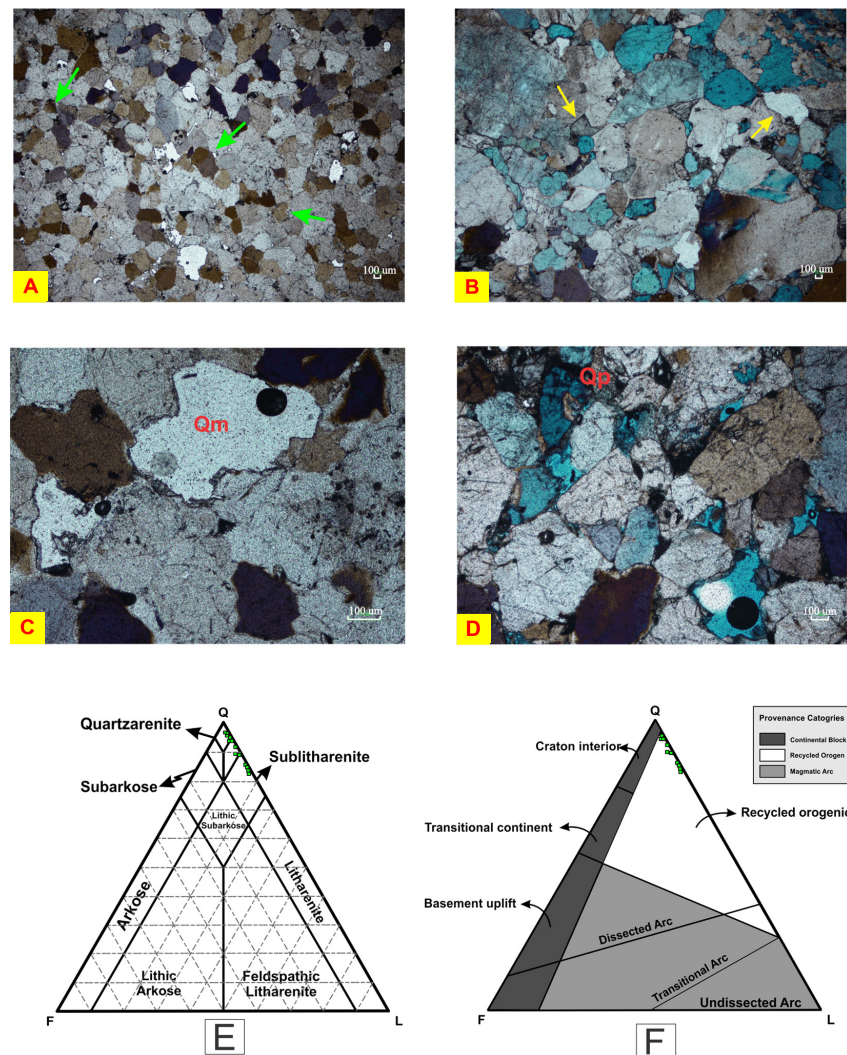 A
100 um
B
100 um
Qm
C
100 um
Qp
D
100 um
Q
Quartzarenite
Sublitharenite
Subarkose
Lithic
Subarkose
Arkose
Litharenite
Lithic
Arkose
Feldspathic
Litharenite
F
L
E
Q
Provenance Catogries
Continental Block
Recycled Orogen
Magmatic Arc
Craton interior
Transitional continent
Recycled orogenic
Basement uplift
Dissected Arc
Transitional Arc
Undissected Arc
F
L
F